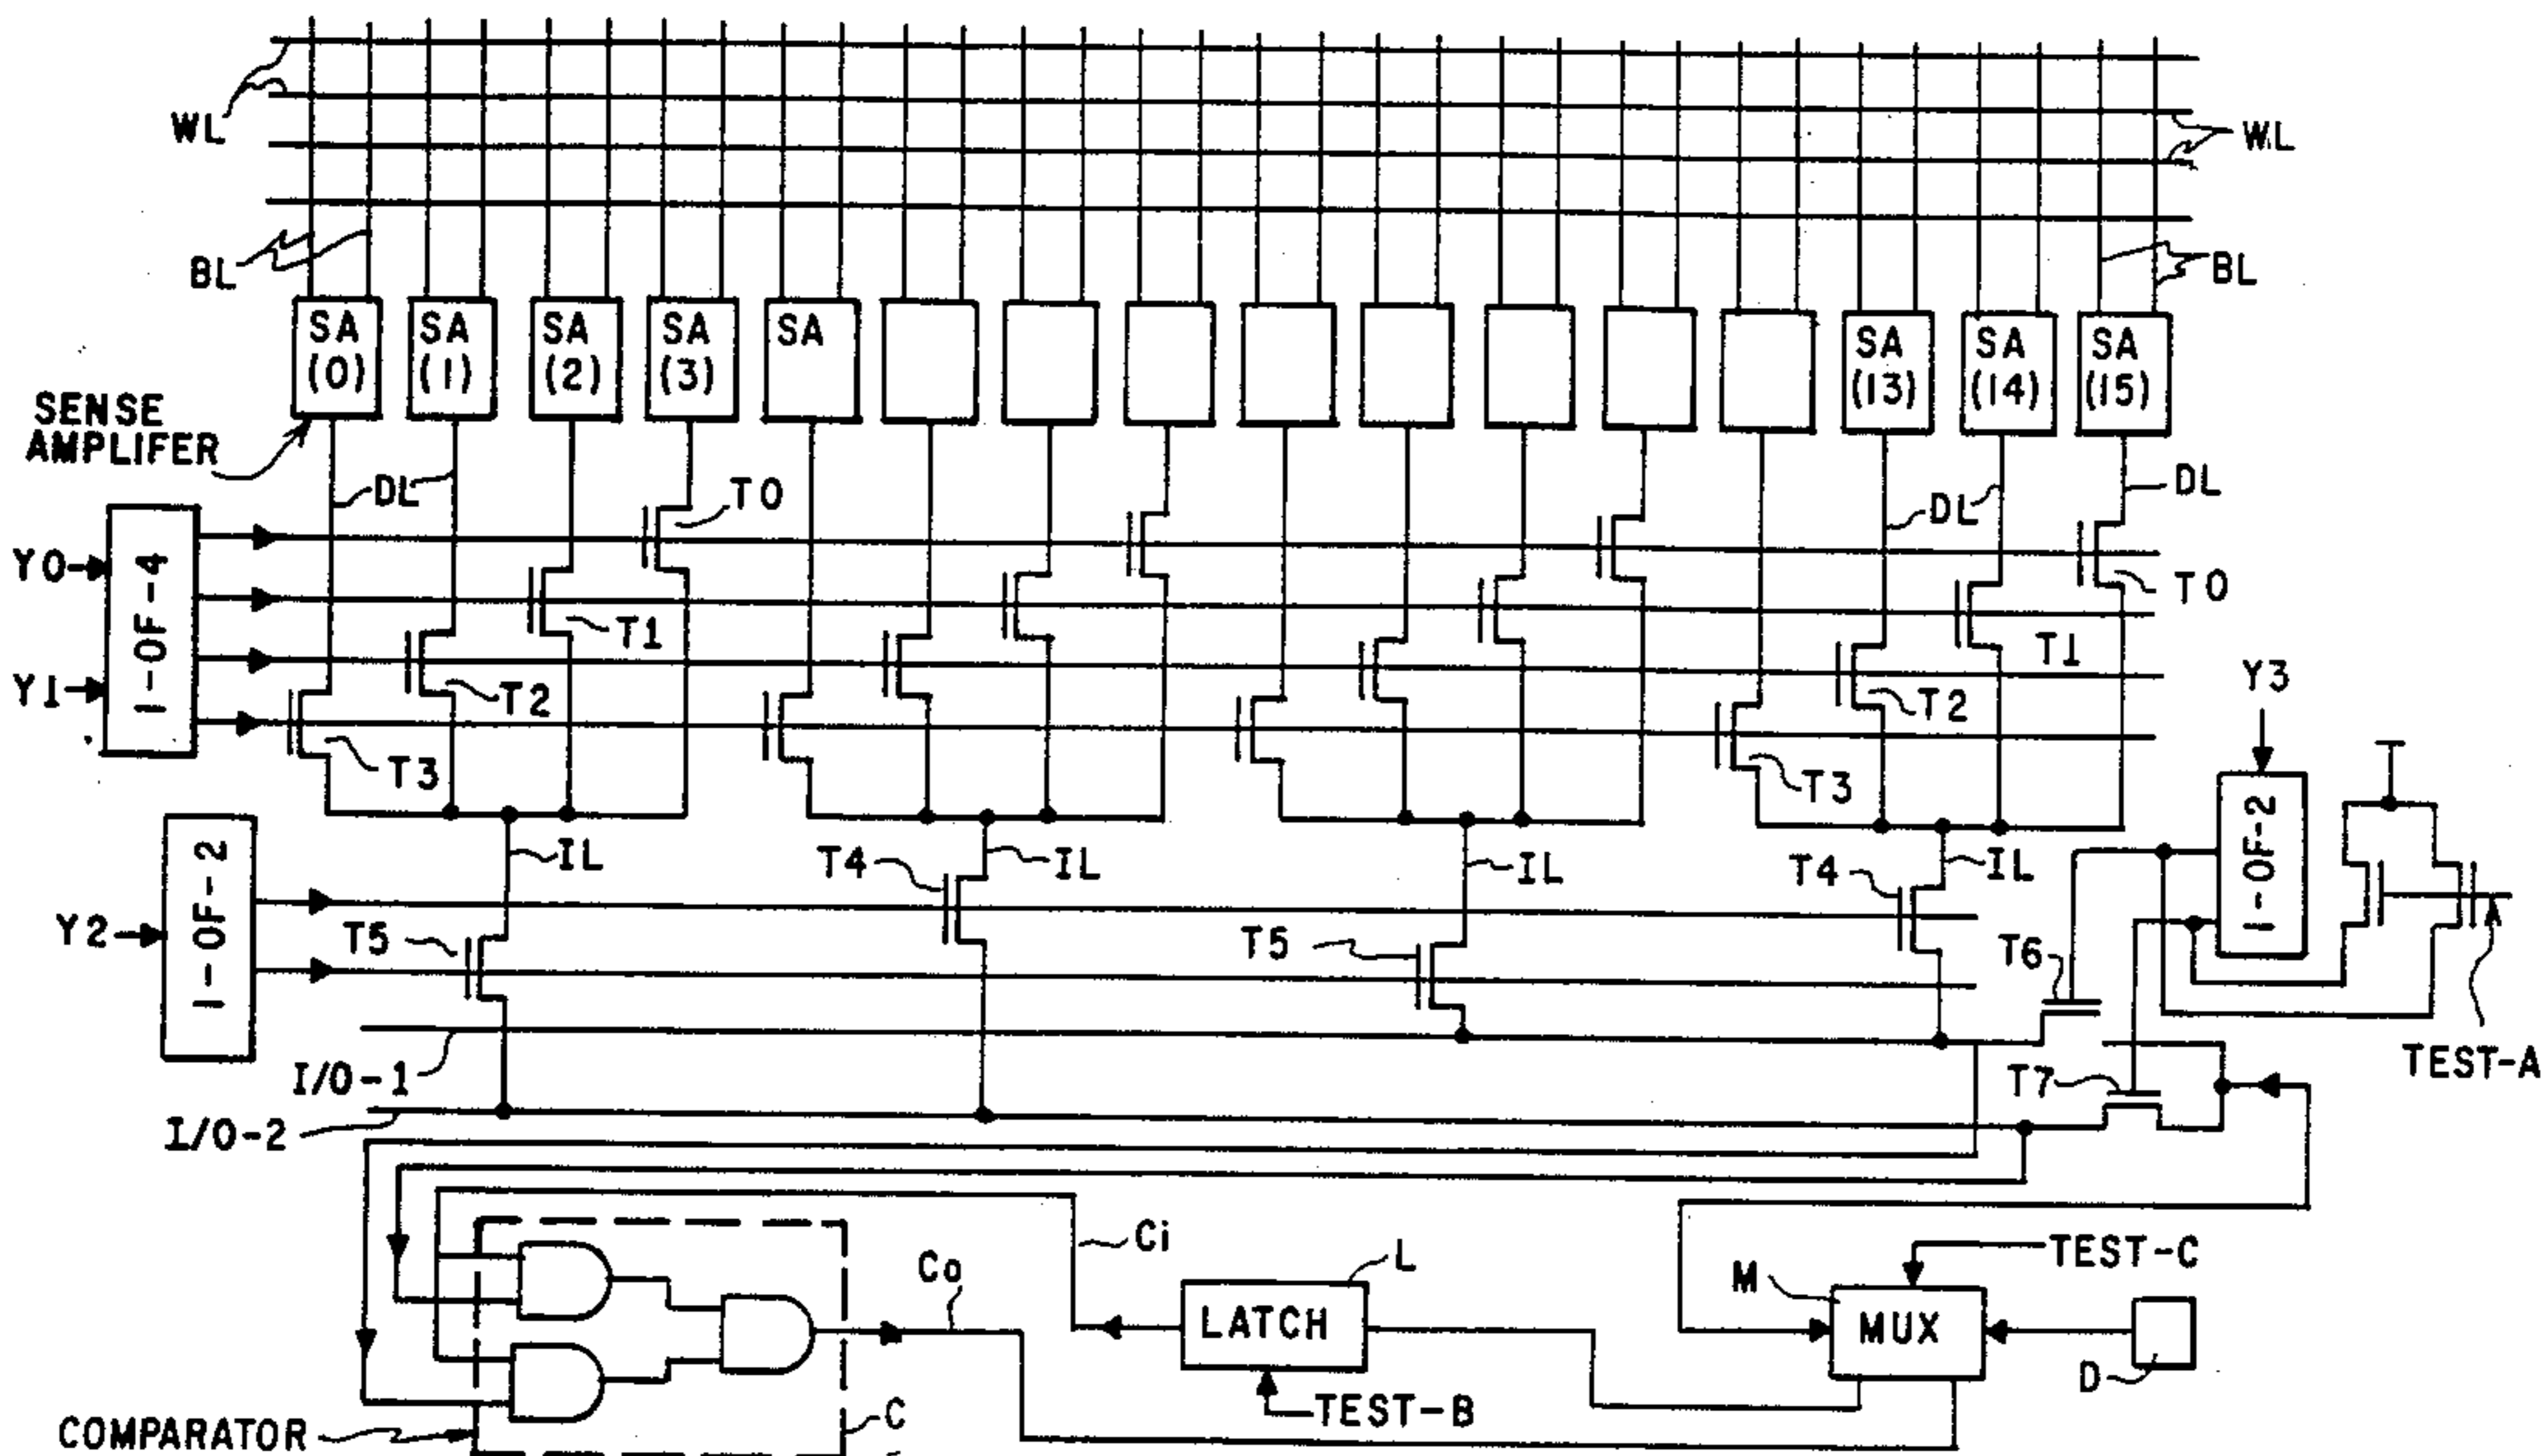 WL
WL
BL
BL
SA (0)
SA (1)
SA (2)
SA (3)
SA
SA (13)
SA (14)
SA (15)
SENSE AMPLIFER
DL
T0
DL
DL
Y0
Y1
1-OF-4
T1
T2
T3
T0
T1
T2
T3
Y3
1-OF-2
IL
T4
IL
IL
T4
IL
Y2
1-OF-2
T5
T5
T6
T7
TEST-A
I/O-1
I/O-2
Ci
Co
L
LATCH
TEST-B
M
MUX
TEST-C
D
COMPARATOR
C